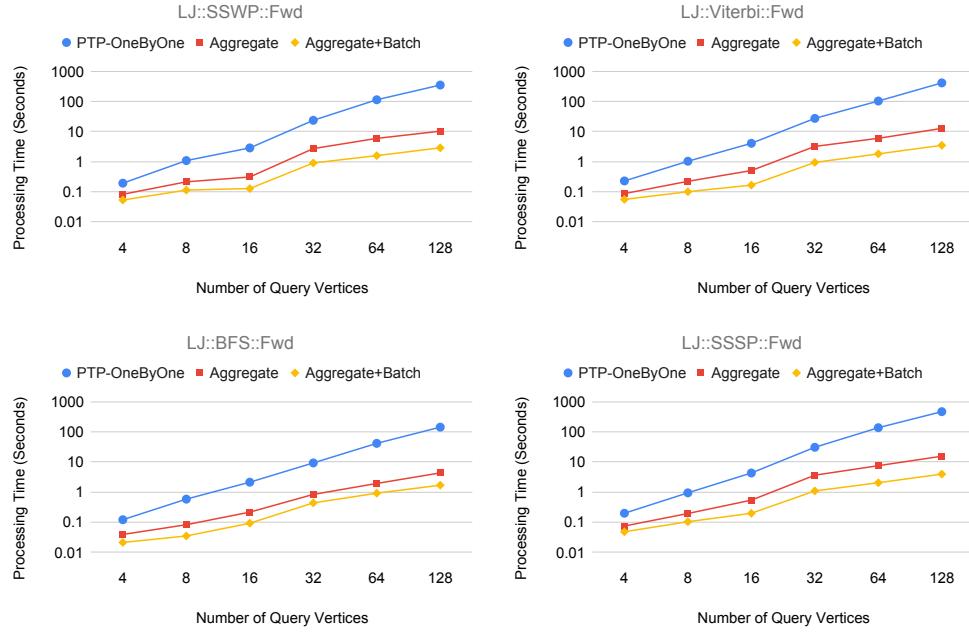 LJ::SSWP::Fwd
PTP-OneByOne Aggregate Aggregate+Batch
Processing Time (Seconds)
1000
100
10
1
0.1
0.01
4 8 16 32 64 128
Number of Query Vertices
LJ::Viterbi::Fwd
PTP-OneByOne Aggregate Aggregate+Batch
Processing Time (Seconds)
1000
100
10
1
0.1
0.01
4 8 16 32 64 128
Number of Query Vertices
LJ::BFS::Fwd
PTP-OneByOne Aggregate Aggregate+Batch
Processing Time (Seconds)
1000
100
10
1
0.1
0.01
4 8 16 32 64 128
Number of Query Vertices
LJ::SSSP::Fwd
PTP-OneByOne Aggregate Aggregate+Batch
Processing Time (Seconds)
1000
100
10
1
0.1
0.01
4 8 16 32 64 128
Number of Query Vertices